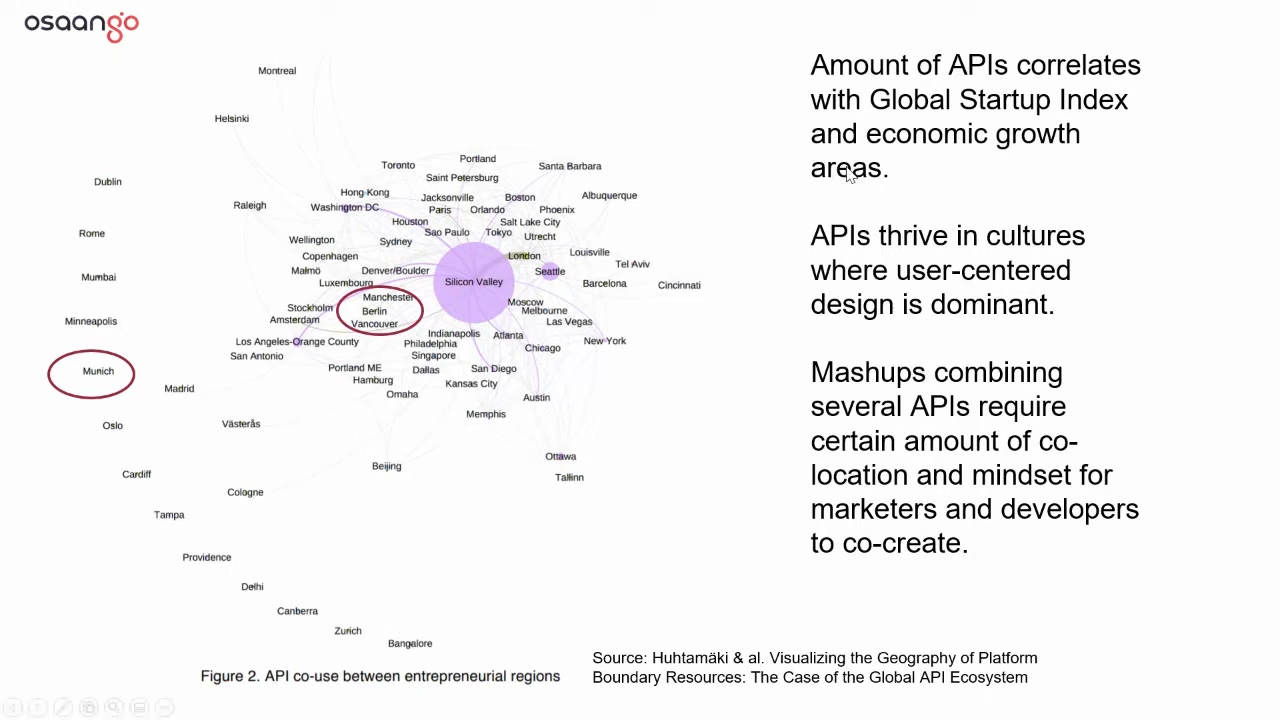 osaango
Montreal
Helsinki
Dublin
Toronto
Portland
Santa Barbara
Saint Petersburg
Hong Kong
Jacksonville
Boston
Albuquerque
Raleigh
Washington DC
Paris
Orlando
Phoenix
Houston
Salt Lake City
Rome
Sao Paulo
Tokyo
Utrecht
Wellington
Sydney
Copenhagen
London
Louisville
Tel Aviv
Mumbai
Malmö
Denver/Boulder
Seattle
Luxembourg
Silicon Valley
Barcelona
Cincinnati
Manchester
Stockholm
Berlin
Moscow
Melbourne
Minneapolis
Amsterdam
Vancouver
Las Vegas
Indianapolis
Atlanta
New York
Los Angeles-Orange County
Philadelphia
Chicago
San Antonio
Singapore
Munich
Portland ME
Dallas
San Diego
Madrid
Hamburg
Kansas City
Omaha
Austin
Memphis
Oslo
Västerås
Ottawa
Cardiff
Beijing
Tallinn
Cologne
Tampa
Providence
Delhi
Canberra
Zurich
Bangalore
Figure 2. API co-use between entrepreneurial regions
Amount of APIs correlates
with Global Startup Index
and economic growth
areas.
APIs thrive in cultures
where user-centered
design is dominant.
Mashups combining
several APIs require
certain amount of co-
location and mindset for
marketers and developers
to co-create.
Source: Huhtamäki & al. Visualizing the Geography of Platform
Boundary Resources: The Case of the Global API Ecosystem